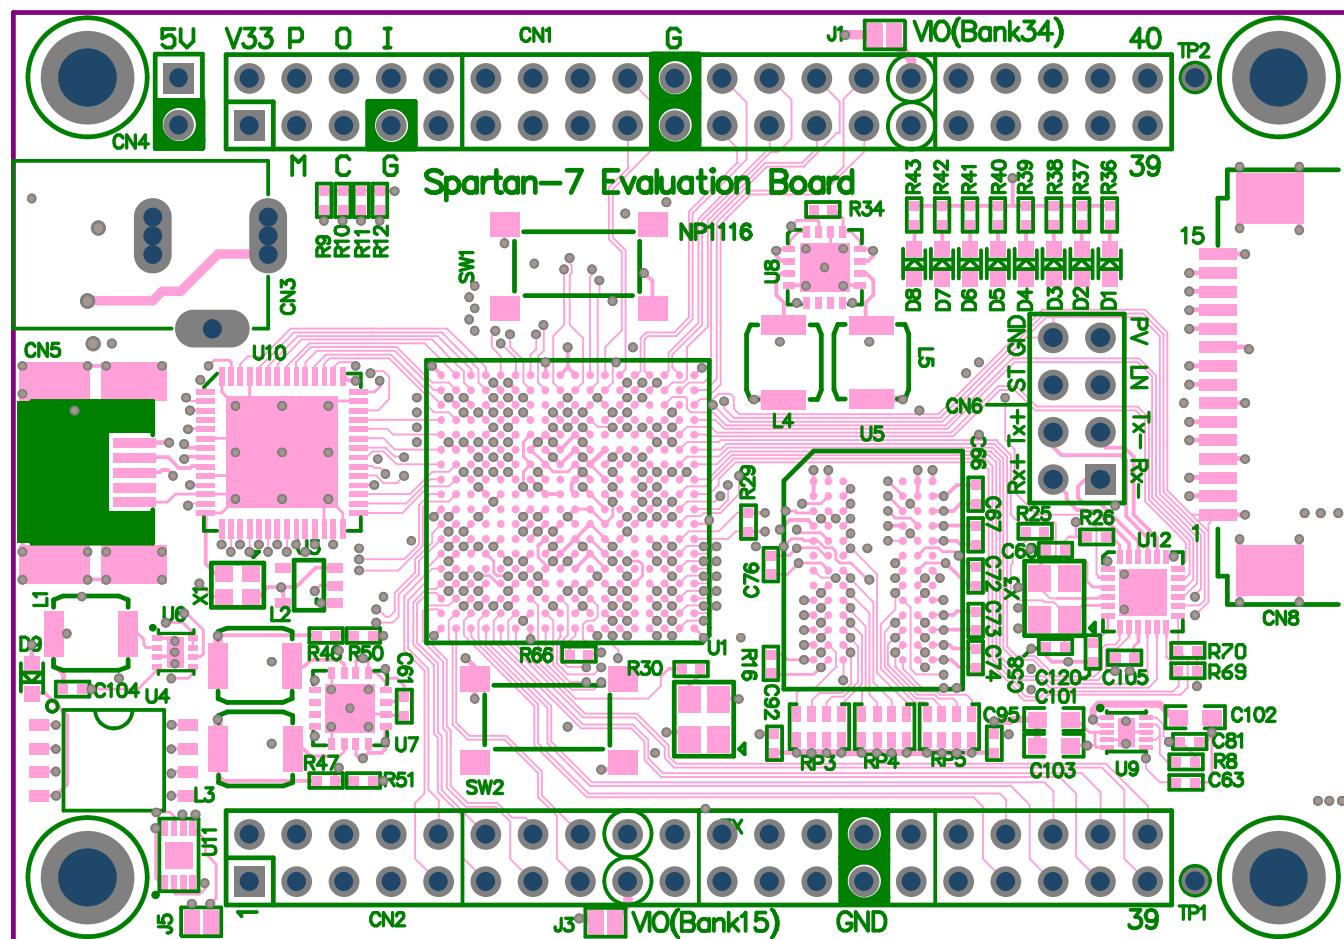 5V V33 P O I CN1 G J1 VIO(Bank34) 40 TP2
CN4
M C G 39
Spartan-7 Evaluation Board
R9 R10 R11 R12
NP1116
SW1
R34
U8
R43 R42 R41 R40 R39 R38 R37 R36
D8 D7 D6 D5 D4 D3 D2 D1
15
CN3
CN5
U10
L4
L5
U5
GND PV
ST LN
CN6
Tx+ Tx-
Rx+ Rx-
C66
R29
C67
R25 R26
U12
1
C76
C72
X3
X1
L2
L1
U6
C73
CN8
D9
R50
R66
U1
R30
R16
C74
C58
C120
C105
R70
R69
C104
U4
C61
C101
C92
C95
C102
U7
R47
R51
L3
SW2
RP3 RP4 RP5
C103
U9
C81
R8
C63
U11
J5
1
CN2
J3
VIO(Bank15)
GND
39
TP1